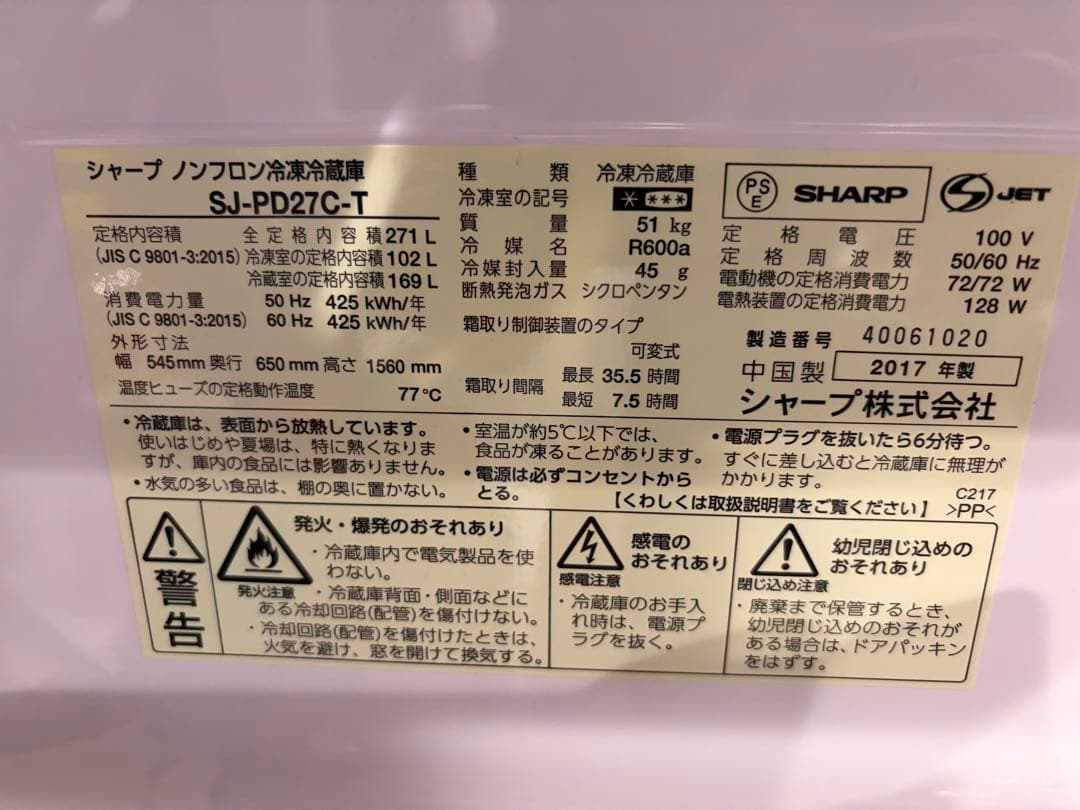 シャープ ノンフロン冷凍冷蔵庫
SJ-PD27C-T
定格内容積 全定格内容積 271 L
(JIS C 9801-3:2015) 冷凍室の定格内容積 102 L
冷蔵室の定格内容積 169 L
消費電力量 50 Hz 425 kWh/年
(JIS C 9801-3:2015) 60 Hz 425 kWh/年
外形寸法
幅 545mm 奥行 650 mm 高さ 1560 mm
温度ヒューズの定格動作温度 77℃
種類 冷凍冷蔵庫
冷凍室の記号 * ***
質量 51 kg
冷媒名 R600a
冷媒封入量 45 g
断熱発泡ガス シクロペンタン
霜取り制御装置のタイプ
可変式
霜取り間隔 最長 35.5 時間
最短 7.5 時間
PS
E
SHARP
S JET
定格電圧 100 V
定格周波数 50/60 Hz
電動機の定格消費電力 72/72 W
電熱装置の定格消費電力 128 W
製造番号 40061020
中国製 2017 年製
シャープ株式会社
・冷蔵庫は、表面から放熱しています。
使いはじめや夏場は、特に熱くなりま
すが、庫内の食品には影響ありません。
・水気の多い食品は、棚の奥に置かない。
・室温が約5℃以下では、
食品が凍ることがあります。
・電源は必ずコンセントから
とる。
・電源プラグを抜いたら6分待つ。
すぐに差し込むと冷蔵庫に無理が
かかります。
【くわしくは取扱説明書をご覧ください】
C217
>PP<
警告
発火・爆発のおそれあり
発火注意
・冷蔵庫内で電気製品を使
わない。
・冷蔵庫背面・側面などに
ある冷却回路(配管)を傷付けない。
・冷却回路(配管)を傷付けたときは、
火気を避け、窓を開けて換気する。
感電の
おそれあり
感電注意
・冷蔵庫のお手入
れ時は、電源プ
ラグを抜く。
幼児閉じ込めの
おそれあり
閉じ込め注意
・廃棄まで保管するとき、
幼児閉じ込めのおそれが
ある場合は、ドアパッキン
をはずす。